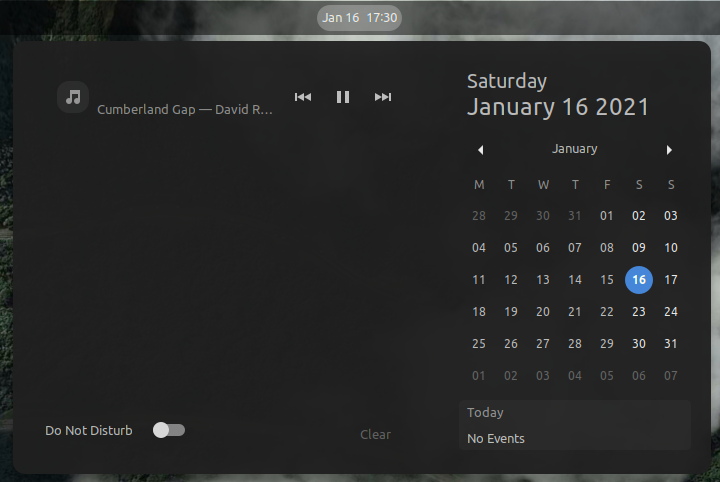 Jan 16 17:30
Cumberland Gap — David R…
Do Not Disturb
Clear
Saturday
January 16 2021
January
M T W T F S S
28 29 30 31 01 02 03
04 05 06 07 08 09 10
11 12 13 14 15 16 17
18 19 20 21 22 23 24
25 26 27 28 29 30 31
01 02 03 04 05 06 07
Today
No Events